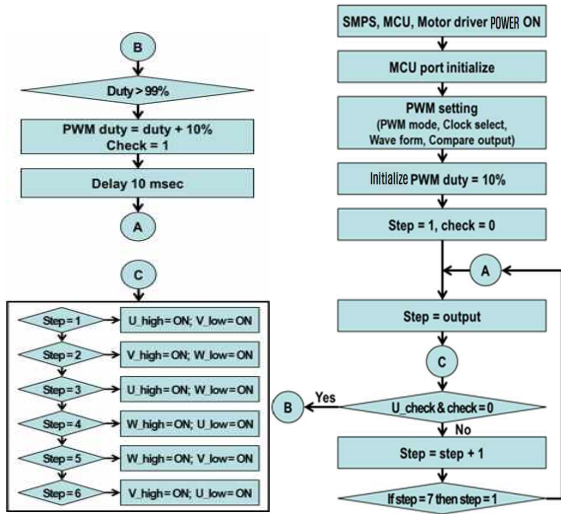 B
Duty > 99%
PWM duty = duty + 10%
Check = 1
Delay 10 msec
A
C
Step = 1
U_high = ON; V_low = ON
Step = 2
V_high = ON; W_low = ON
Step = 3
U_high = ON; W_low = ON
Step = 4
W_high = ON; U_low = ON
Step = 5
W_high = ON; V_low = ON
Step = 6
V_high = ON; U_low = ON
SMPS, MCU, Motor driver POWER ON
MCU port initialize
PWM setting
(PWM mode, Clock select,
Wave form, Compare output)
Initialize PWM duty = 10%
Step = 1, check = 0
A
Step = output
C
B
Yes
U_check & check = 0
No
Step = step + 1
If step = 7 then step = 1